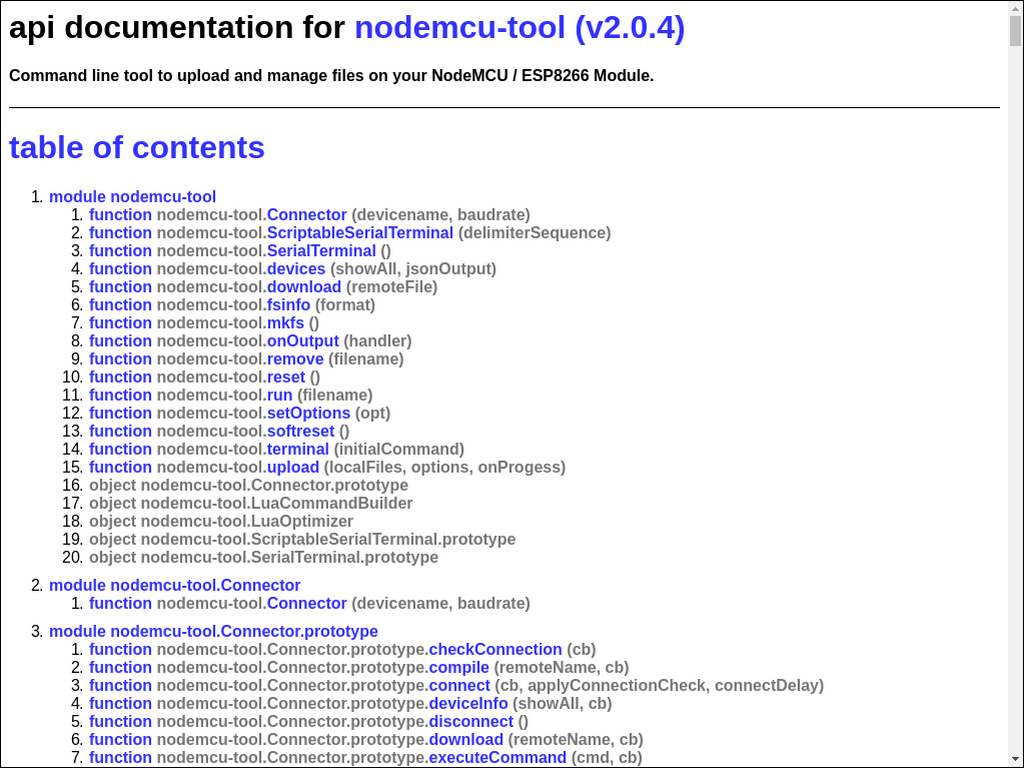 api documentation for nodemcu-tool (v2.0.4)
Command line tool to upload and manage files on your NodeMCU / ESP8266 Module.
table of contents
1. module nodemcu-tool
1. function nodemcu-tool.Connector (devicename, baudrate)
2. function nodemcu-tool.ScriptableSerialTerminal (delimiterSequence)
3. function nodemcu-tool.SerialTerminal ()
4. function nodemcu-tool.devices (showAll, jsonOutput)
5. function nodemcu-tool.download (remoteFile)
6. function nodemcu-tool.fsinfo (format)
7. function nodemcu-tool.mkfs ()
8. function nodemcu-tool.onOutput (handler)
9. function nodemcu-tool.remove (filename)
10. function nodemcu-tool.reset ()
11. function nodemcu-tool.run (filename)
12. function nodemcu-tool.setOptions (opt)
13. function nodemcu-tool.softreset ()
14. function nodemcu-tool.terminal (initialCommand)
15. function nodemcu-tool.upload (localFiles, options, onProgess)
16. object nodemcu-tool.Connector.prototype
17. object nodemcu-tool.LuaCommandBuilder
18. object nodemcu-tool.LuaOptimizer
19. object nodemcu-tool.ScriptableSerialTerminal.prototype
20. object nodemcu-tool.SerialTerminal.prototype
2. module nodemcu-tool.Connector
1. function nodemcu-tool.Connector (devicename, baudrate)
3. module nodemcu-tool.Connector.prototype
1. function nodemcu-tool.Connector.prototype.checkConnection (cb)
2. function nodemcu-tool.Connector.prototype.compile (remoteName, cb)
3. function nodemcu-tool.Connector.prototype.connect (cb, applyConnectionCheck, connectDelay)
4. function nodemcu-tool.Connector.prototype.deviceInfo (showAll, cb)
5. function nodemcu-tool.Connector.prototype.disconnect ()
6. function nodemcu-tool.Connector.prototype.download (remoteName, cb)
7. function nodemcu-tool.Connector.prototype.executeCommand (cmd, cb)